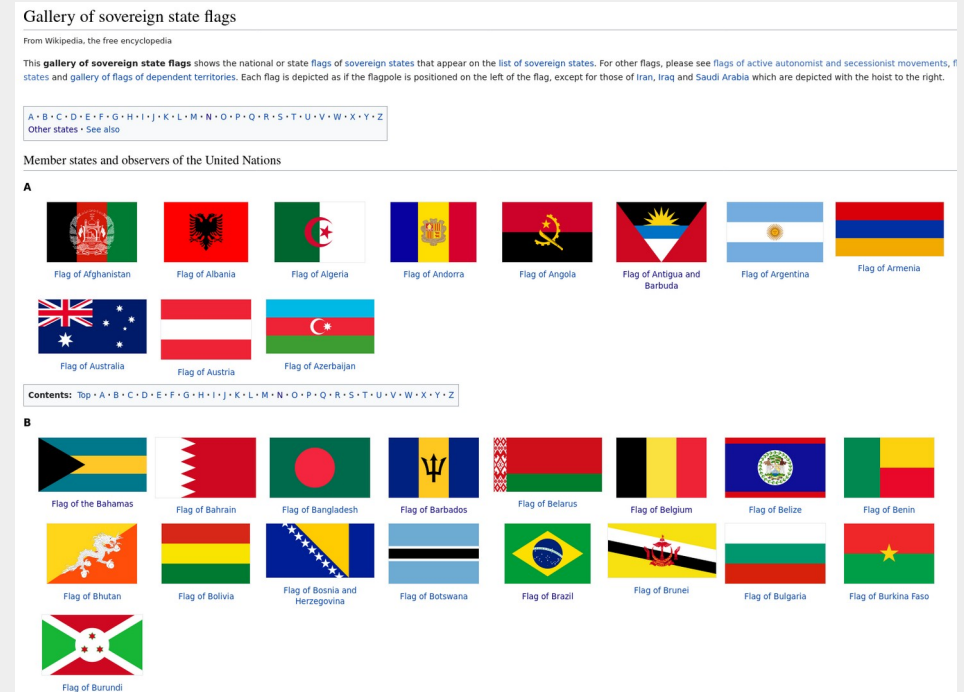 Gallery of sovereign state flags
From Wikipedia, the free encyclopedia
This gallery of sovereign state flags shows the national or state flags of sovereign states that appear on the list of sovereign states. For other flags, please see flags of active autonomist and secessionist movements,
states and gallery of flags of dependent territories. Each flag is depicted as if the flagpole is positioned on the left of the flag, except for those of Iran, Iraq and Saudi Arabia which are depicted with the hoist to the right.
A • B • C • D • E • F • G • H • I • J • K • L • M • N • O • P • Q • R • S • T • U • V • W • X • Y • Z
Other states • See also
Member states and observers of the United Nations
A
Flag of Afghanistan
Flag of Albania
Flag of Algeria
Flag of Andorra
Flag of Angola
Flag of Antigua and
Barbuda
Flag of Argentina
Flag of Armenia
Flag of Australia
Flag of Austria
Flag of Azerbaijan
Contents: Top • A • B • C • D • E • F • G • H • I • J • K • L • M • N • O • P • Q • R • S • T • U • V • W • X • Y • Z
B
Flag of the Bahamas
Flag of Bahrain
Flag of Bangladesh
Flag of Barbados
Flag of Belarus
Flag of Belgium
Flag of Belize
Flag of Benin
Flag of Bhutan
Flag of Bolivia
Flag of Bosnia and
Herzegovina
Flag of Botswana
Flag of Brazil
Flag of Brunei
Flag of Bulgaria
Flag of Burkina Faso
Flag of Burundi